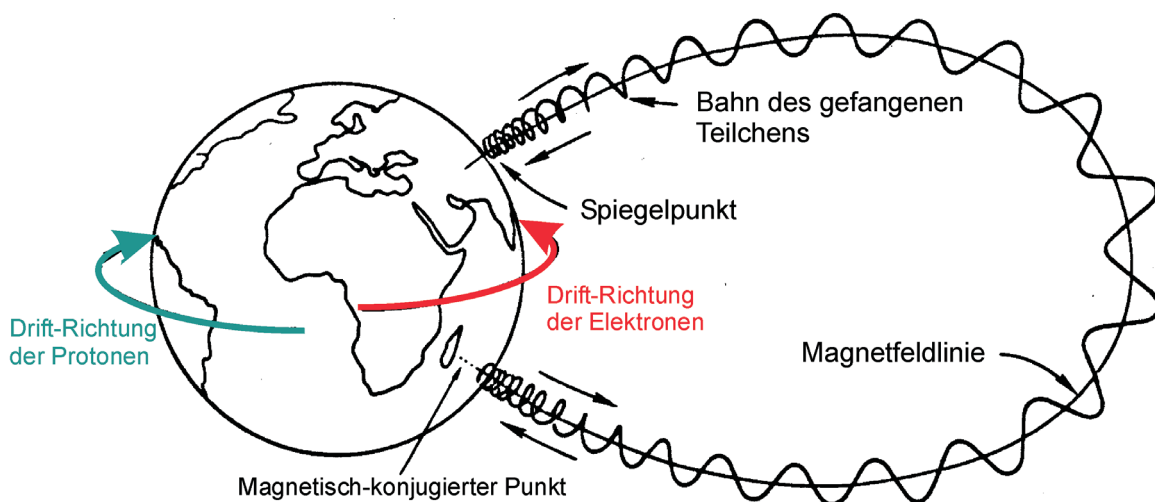 Bahn des gefangenen
Teilchens
Spiegelpunkt
Drift-Richtung
der Elektronen
Drift-Richtung
der Protonen
Magnetfeldlinie
Magnetisch-konjugierter Punkt